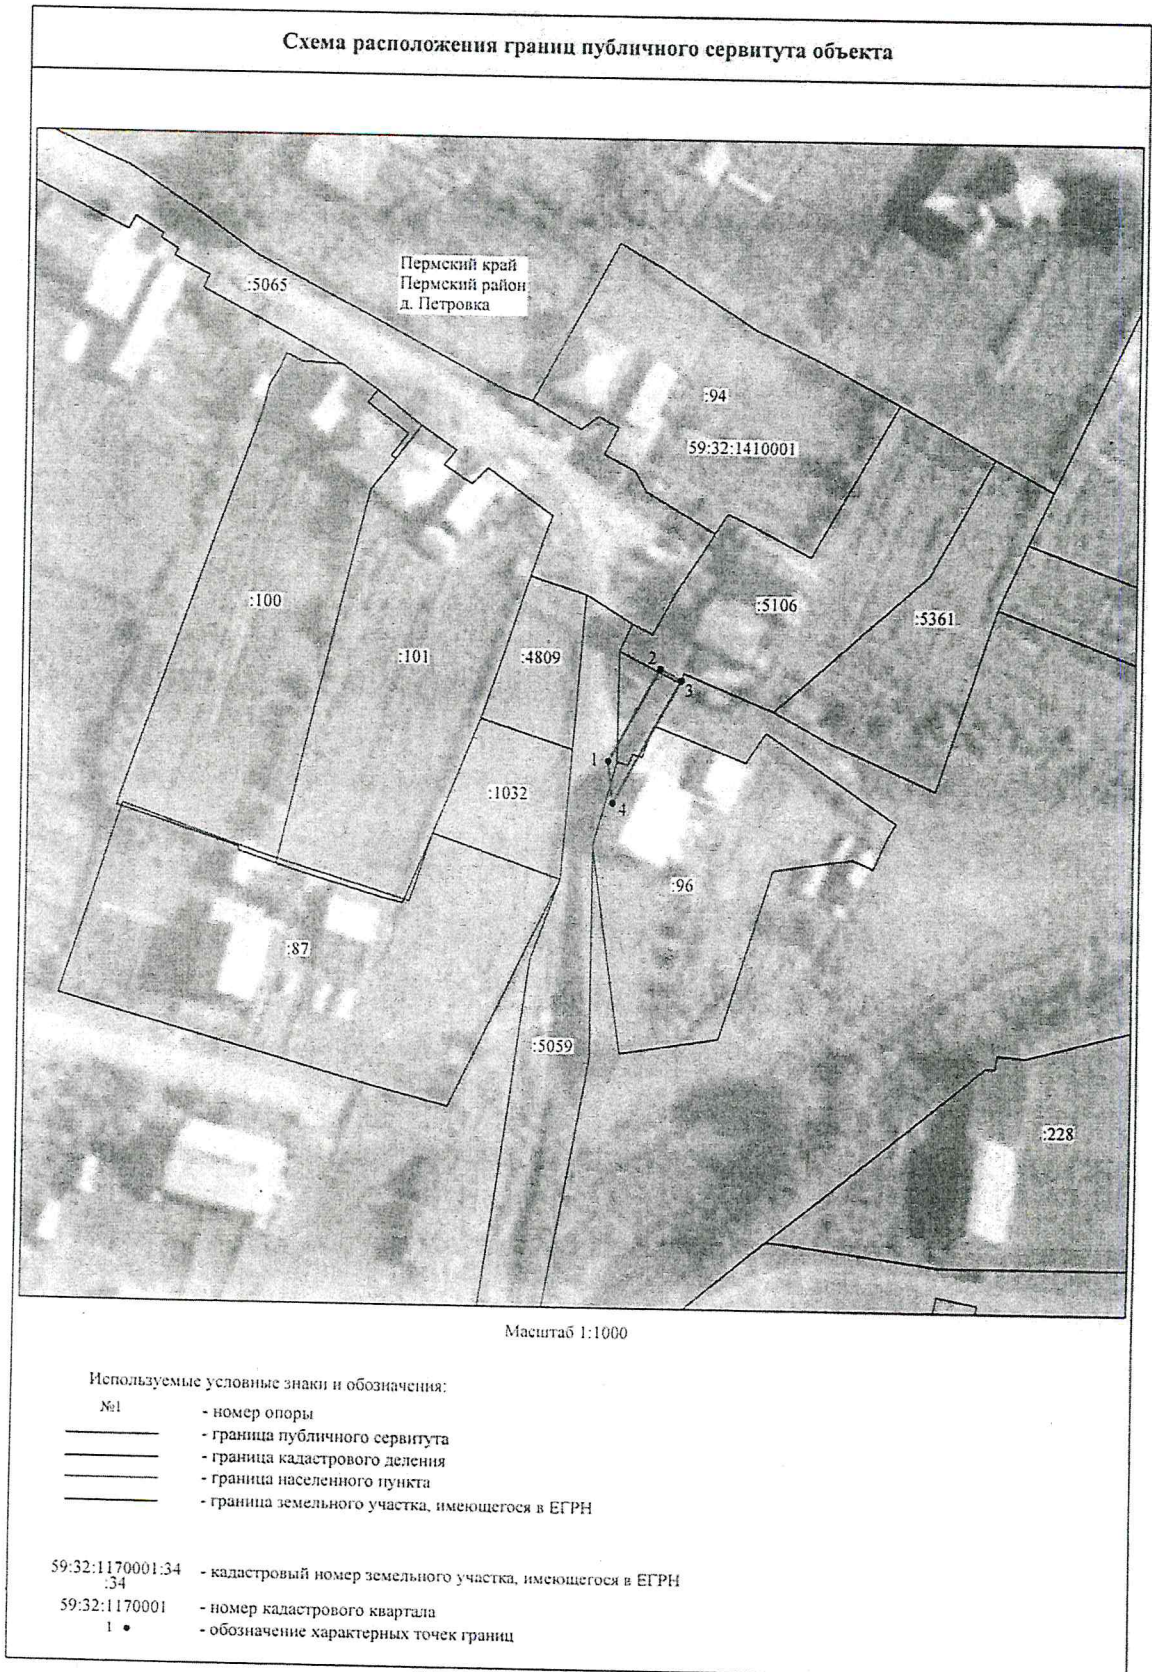 Схема расположения границ публичного сервитута объекта
Пермский край
Пермский район
д. Петровка
:5065
:94
59:32:1410001
:100
:5106
:5361
:101
:4809
2
3
1
:1032
4
:96
:87
:5059
:228
Масштаб 1:1000
Используемые условные знаки и обозначения:
№1 - номер опоры
- граница публичного сервитута
- граница кадастрового деления
- граница населенного пункта
- граница земельного участка, имеющегося в ЕГРН
59:32:1170001:34
:34 - кадастровый номер земельного участка, имеющегося в ЕГРН
59:32:1170001 - номер кадастрового квартала
1 • - обозначение характерных точек границ